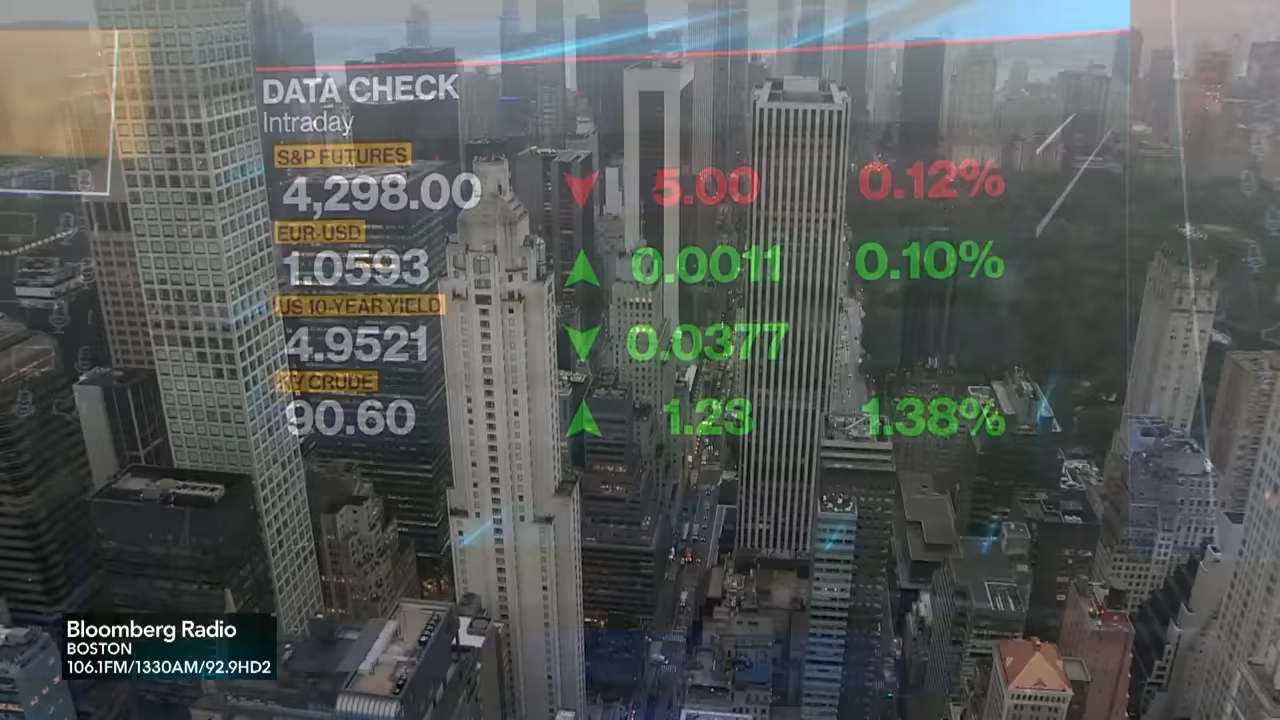 DATA CHECK
Intraday
S&P FUTURES
4,298.00 ▼ 5.00 0.12%
EUR-USD
1.0593 ▲ 0.0011 0.10%
US 10-YEAR YIELD
4.9521 ▼ 0.0377
NY CRUDE
90.60 ▲ 1.23 1.38%
Bloomberg Radio
BOSTON
106.1FM/1330AM/92.9HD2